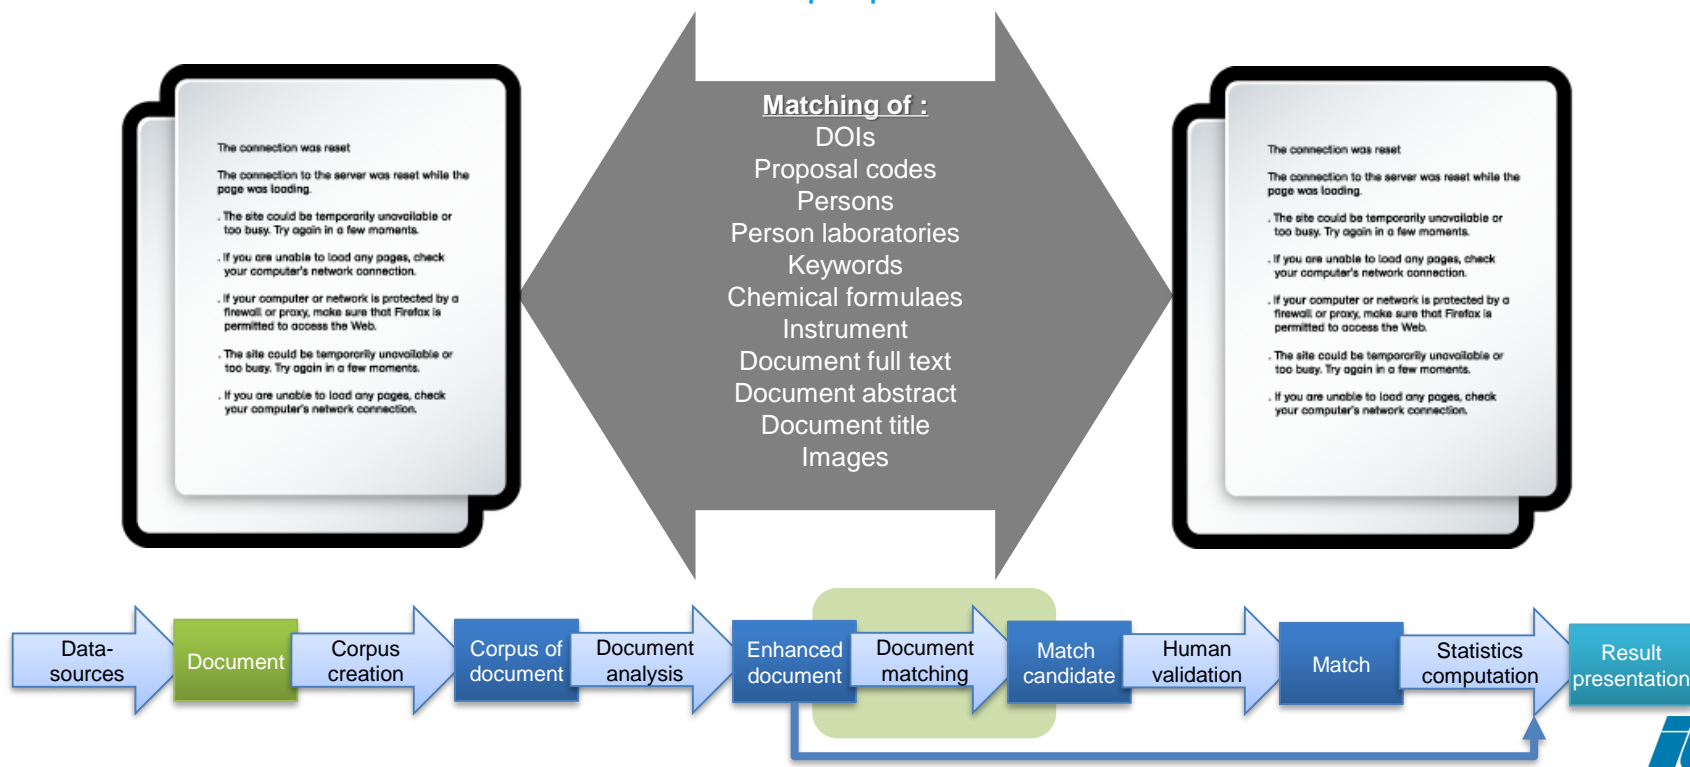 The connection was reset
The connection to the server was reset while the
page was loading.
. The site could be temporarily unavailable or
too busy. Try again in a few moments.
. If you are unable to load any pages, check
your computer's network connection.
. If your computer or network is protected by a
firewall or proxy, make sure that Firefox is
permitted to access the Web.
. The site could be temporarily unavailable or
too busy. Try again in a few moments.
. If you are unable to load any pages, check
your computer's network connection.
Matching of :
DOIs
Proposal codes
Persons
Person laboratories
Keywords
Chemical formulaes
Instrument
Document full text
Document abstract
Document title
Images
The connection was reset
The connection to the server was reset while the
page was loading.
. The site could be temporarily unavailable or
too busy. Try again in a few moments.
. If you are unable to load any pages, check
your computer's network connection.
. If your computer or network is protected by a
firewall or proxy, make sure that Firefox is
permitted to access the Web.
. The site could be temporarily unavailable or
too busy. Try again in a few moments.
. If you are unable to load any pages, check
your computer's network connection.
Data-
sources
Document
Corpus
creation
Corpus of
document
Document
analysis
Enhanced
document
Document
matching
Match
candidate
Human
validation
Match
Statistics
computation
Result
presentation